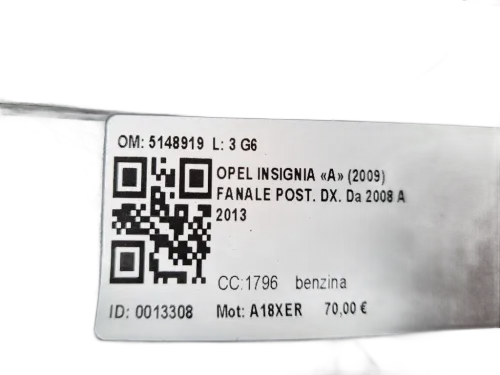 OM: 5148919 L: 3 G6
OPEL INSIGNIA «A» (2009)
FANALE POST. DX. Da 2008 A
2013
CC:1796 benzina
ID: 0013308 Mot: A18XER 70,00 €